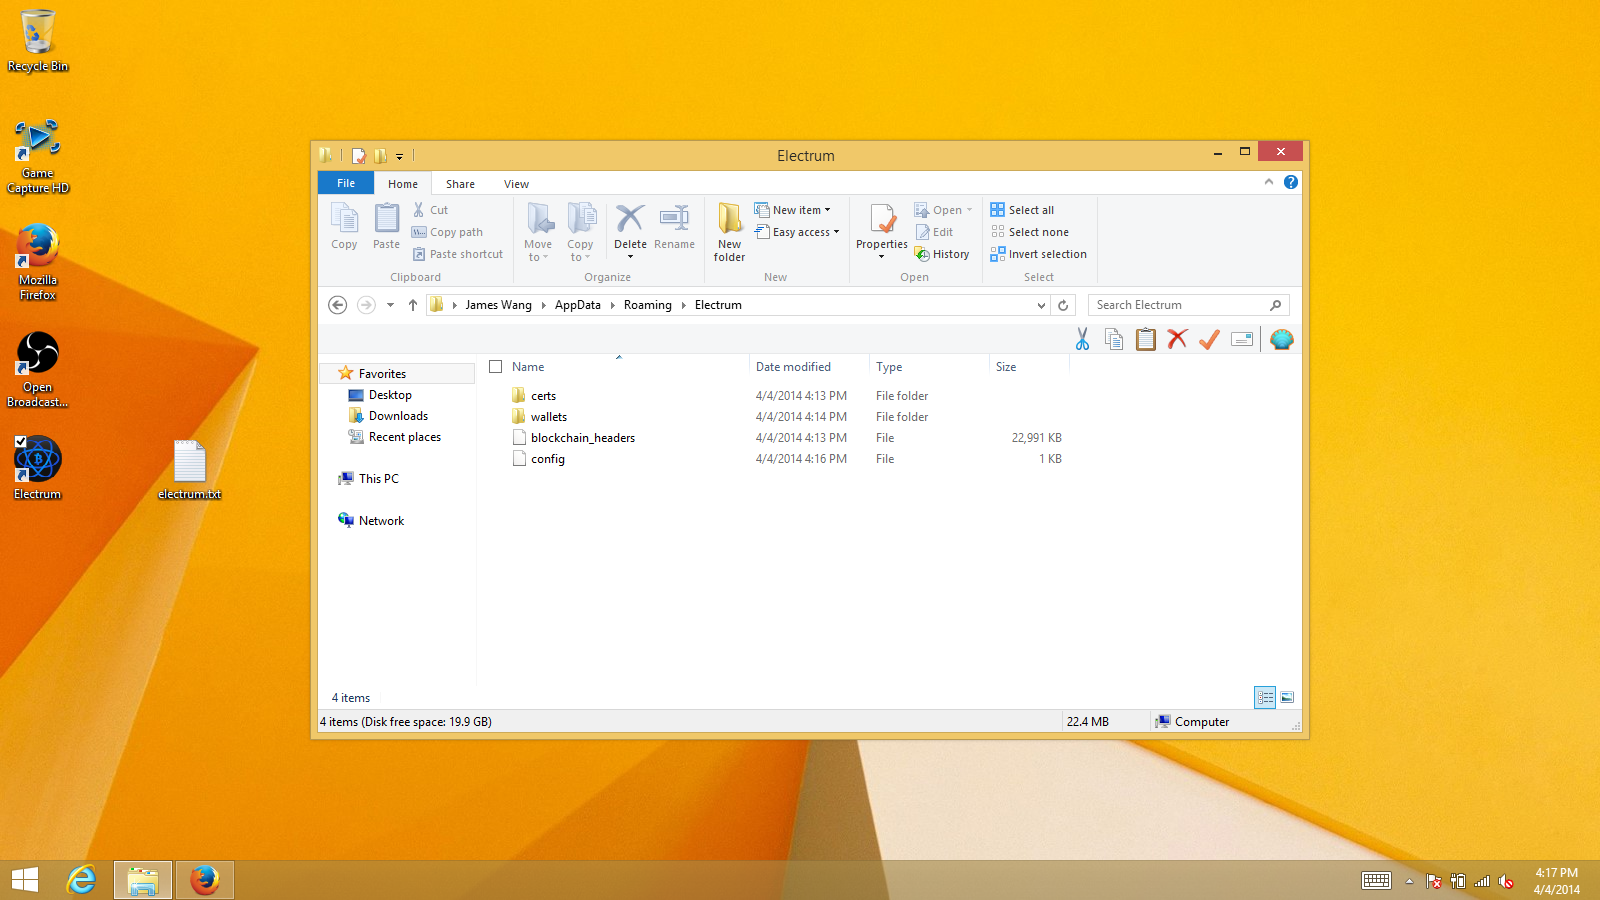 Recycle Bin
Game
Capture HD
Mozilla
Firefox
Open
Broadcast...
Electrum
electrum.txt
Electrum
File
Home
Share
View
Copy
Paste
Cut
Copy path
Paste shortcut
Clipboard
Move
to
Copy
to
Delete
Rename
Organize
New
folder
New item
Easy access
New
Properties
Open
Edit
History
Open
Select all
Select none
Invert selection
Select
James Wang
AppData
Roaming
Electrum
Search Electrum
Favorites
Desktop
Downloads
Recent places
This PC
Network
Name Date modified Type Size
certs 4/4/2014 4:13 PM File folder
wallets 4/4/2014 4:14 PM File folder
blockchain_headers 4/4/2014 4:13 PM File 22,991 KB
config 4/4/2014 4:16 PM File 1 KB
4 items
4 items (Disk free space: 19.9 GB)
22.4 MB
Computer
4:17 PM
4/4/2014